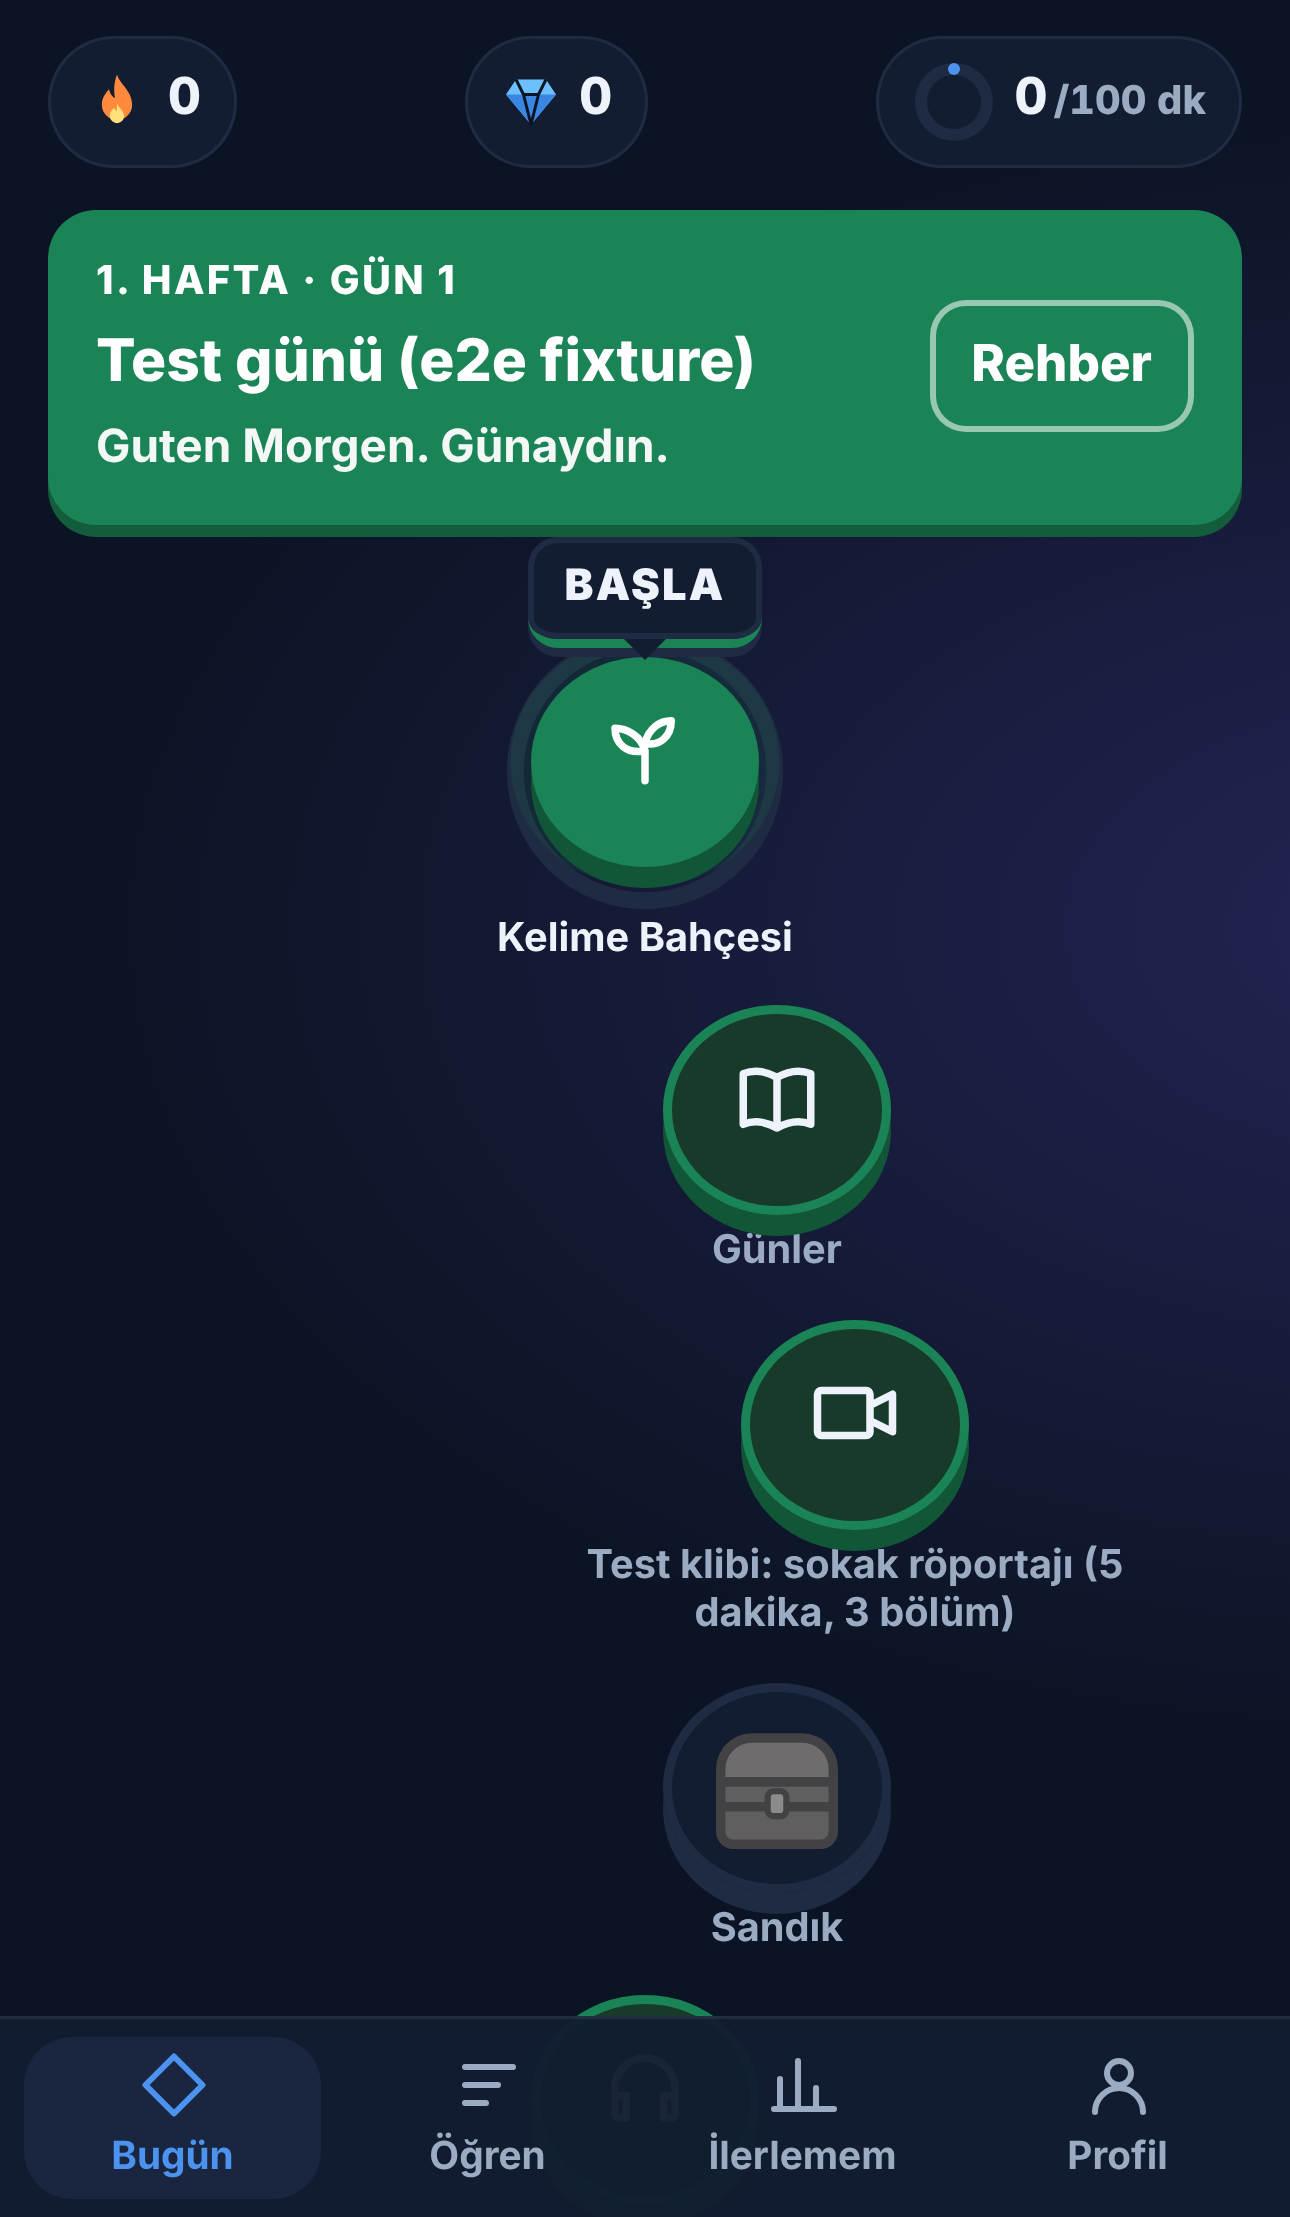 0
0
0/100 dk
1. HAFTA · GÜN 1
Test günü (e2e fixture)
Guten Morgen. Günaydın.
Rehber
BAŞLA
Kelime Bahçesi
Günler
Test klibi: sokak röportajı (5
dakika, 3 bölüm)
Sandık
Bugün
Öğren
İlerlemem
Profil